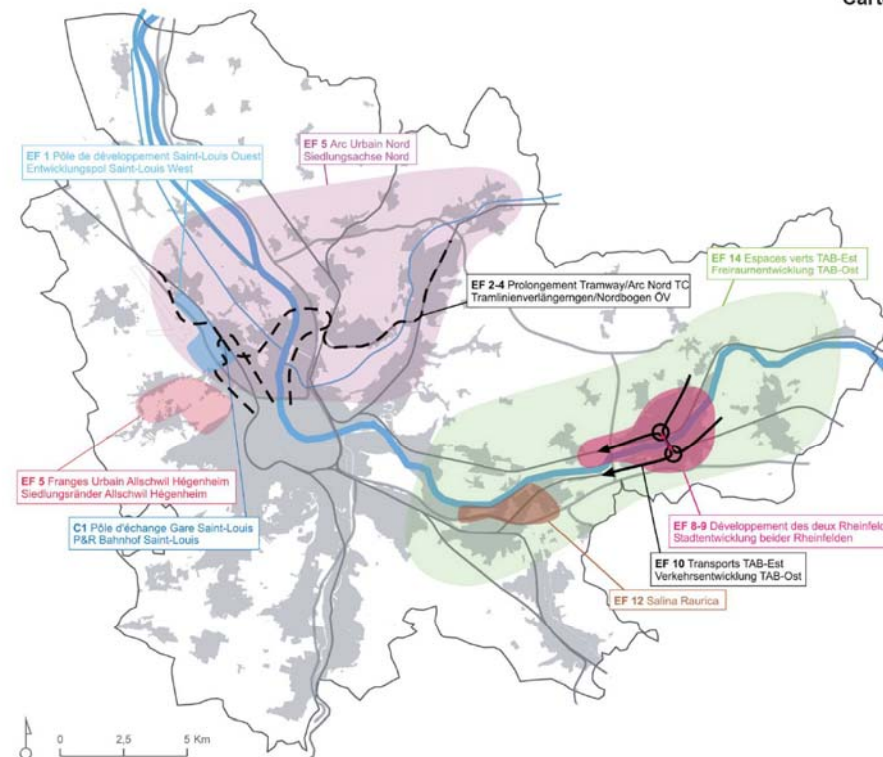 EF 1 Pôle de développement Saint-Louis Ouest
Entwicklungspol Saint-Louis West
EF 5 Arc Urbain Nord
Siedlungsachse Nord
EF 14 Espaces verts TAB-Est
Freiraumentwicklung TAB-Ost
EF 2-4 Prolongement Tramway/Arc Nord TC
Tramlinienverlängerngen/Nordbogen ÖV
EF 5 Franges Urbain Allschwil Hégenheim
Siedlungsränder Allschwil Hégenheim
C1 Pôle d'échange Gare Saint-Louis
P&R Bahnhof Saint-Louis
EF 8-9 Développement des deux
Stadtentwicklung beider Rheinfelden
EF 10 Transports TAB-Est
Verkehrsentwicklung TAB-Ost
EF 12 Salina Raurica
0 2,5 5 Km